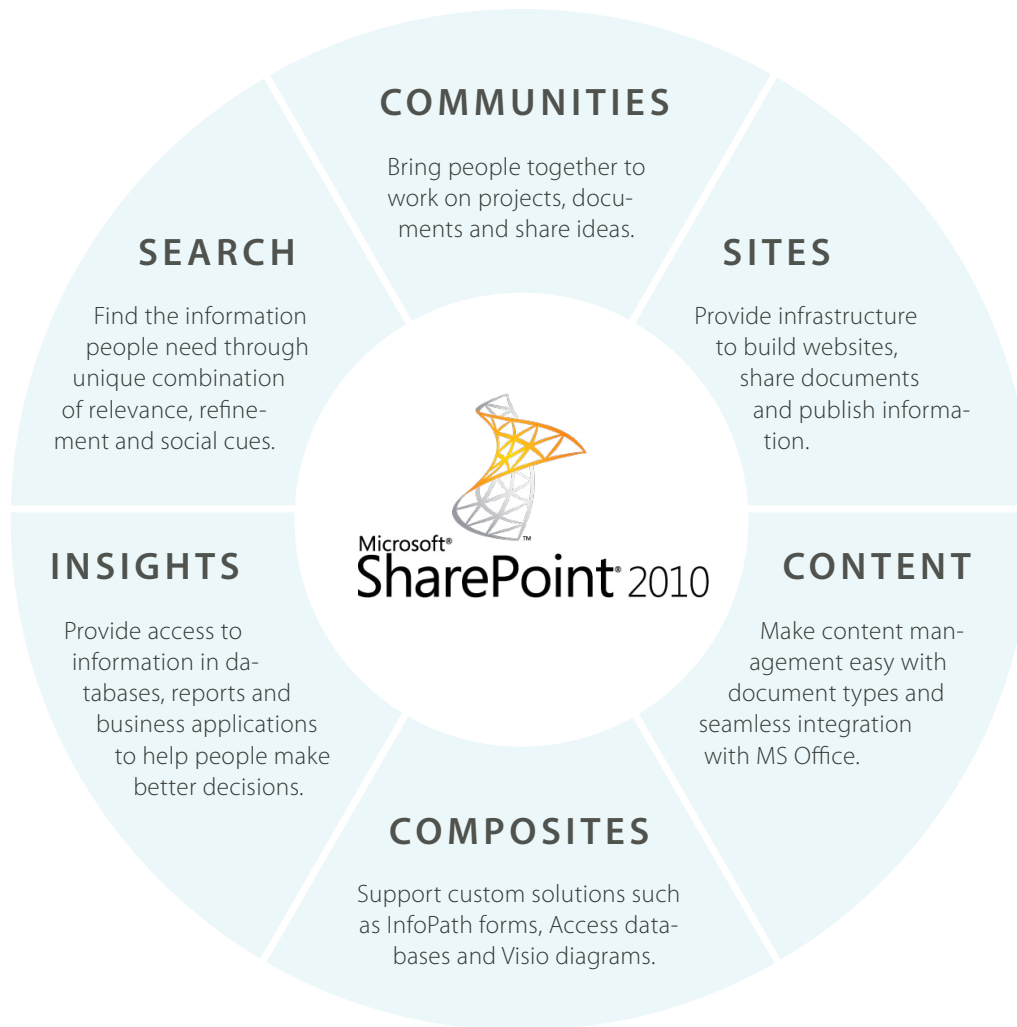 COMMUNITIES
Bring people together to
work on projects, docu-
ments and share ideas.
SITES
Provide infrastructure
to build websites,
share documents
and publish informa-
tion.
CONTENT
Make content man-
agement easy with
document types and
seamless integration
with MS Office.
COMPOSITES
Support custom solutions such
as InfoPath forms, Access data-
bases and Visio diagrams.
INSIGHTS
Provide access to
information in da-
tabases, reports and
business applications
to help people make
better decisions.
SEARCH
Find the information
people need through
unique combination
of relevance, refine-
ment and social cues.
™
Microsoft®
SharePoint® 2010